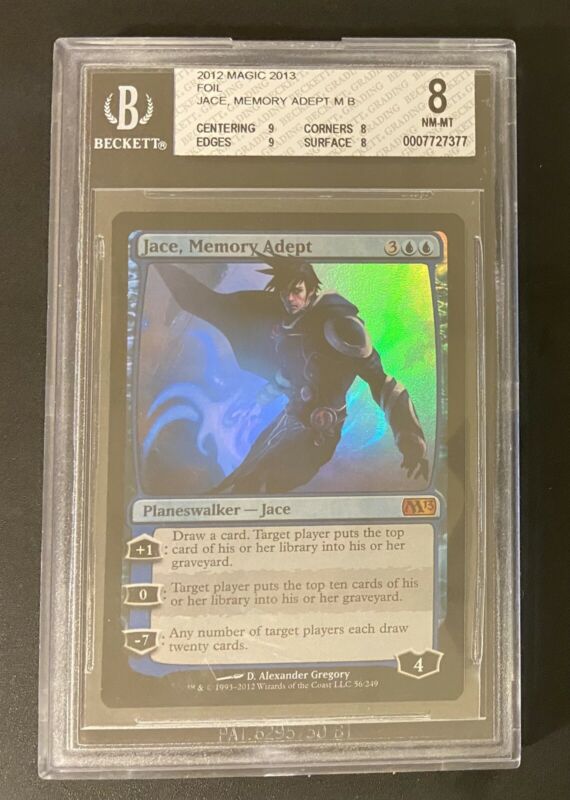 2012 MAGIC 2013
FOIL
JACE, MEMORY ADEPT M B
CENTERING 9 CORNERS 8
EDGES 9 SURFACE 8
8
NM-MT
0007727377
B
BECKETT®
Jace, Memory Adept 3
Planeswalker — Jace M13
+1: Draw a card. Target player puts the top
card of his or her library into his or her
graveyard.
0: Target player puts the top ten cards of his
or her library into his or her graveyard.
-7: Any number of target players each draw
twenty cards.
4
D. Alexander Gregory
™ & © 1993–2012 Wizards of the Coast LLC 56/249